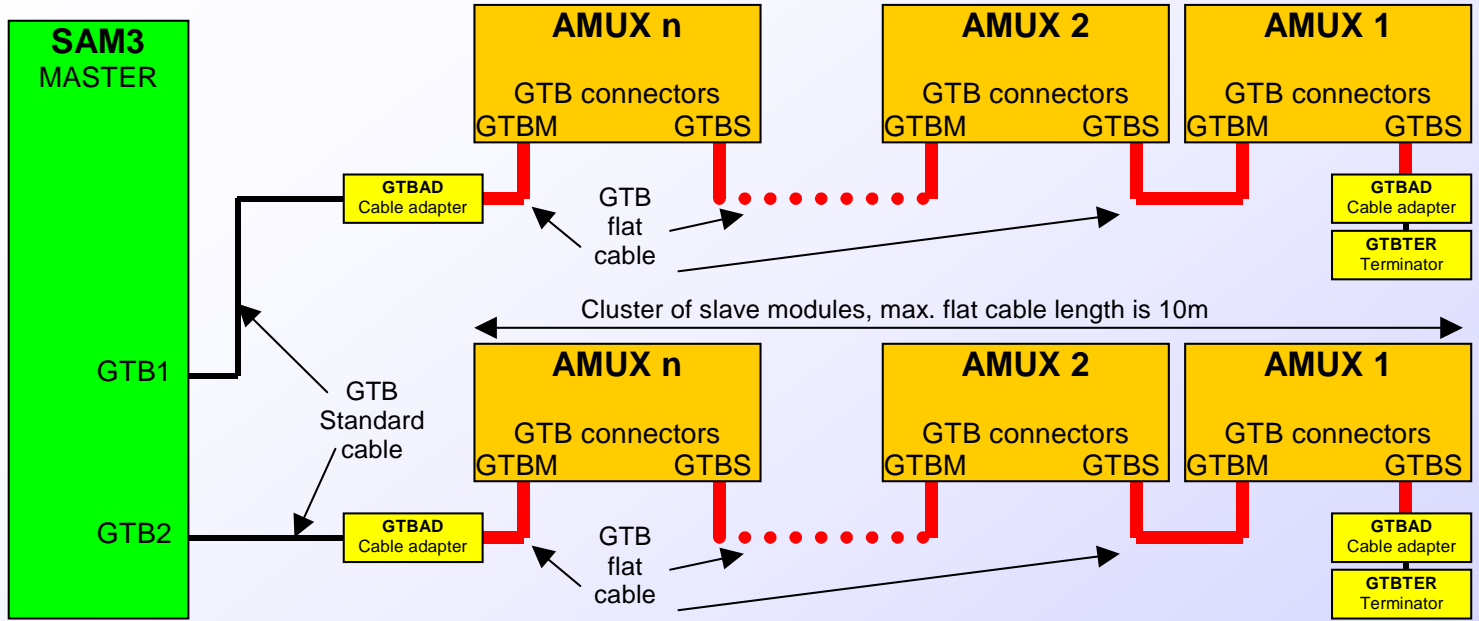 SAM3
MASTER
GTB1
GTB2
AMUX n
GTB connectors
GTBM GTBS
AMUX 2
GTB connectors
GTBM GTBS
AMUX 1
GTB connectors
GTBM GTBS
GTBAD
Cable adapter
GTB
flat
cable
GTBAD
Cable adapter
GTBTER
Terminator
Cluster of slave modules, max. flat cable length is 10m
GTB
Standard
cable
AMUX n
GTB connectors
GTBM GTBS
AMUX 2
GTB connectors
GTBM GTBS
AMUX 1
GTB connectors
GTBM GTBS
GTBAD
Cable adapter
GTB
flat
cable
GTBAD
Cable adapter
GTBTER
Terminator